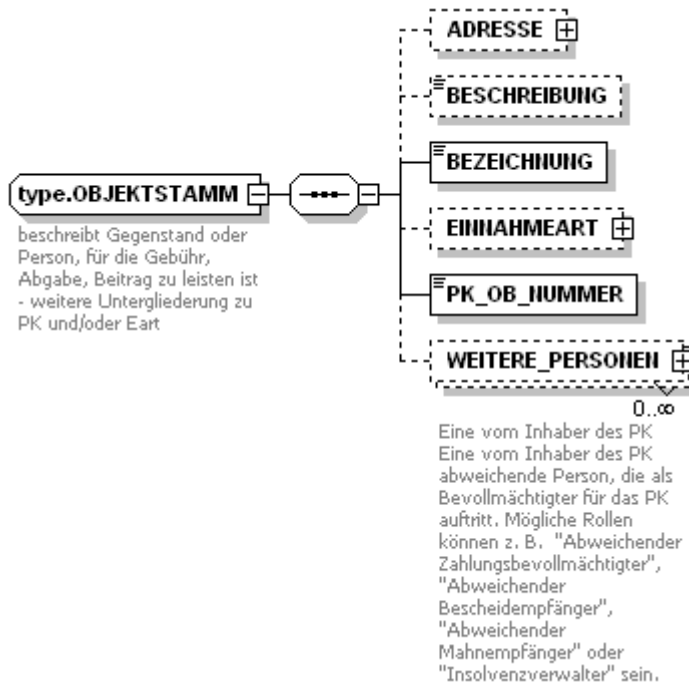 ADRESSE
BESCHREIBUNG
type.OBJEKTSTAMM
BEZEICHNUNG
beschreibt Gegenstand oder
Person, für die Gebühr,
Abgabe, Beitrag zu leisten ist
- weitere Untergliederung zu
PK und/oder Eart
EINNAHMEART
PK_OB_NUMMER
WEITERE_PERSONEN
0..∞
Eine vom Inhaber des PK
Eine vom Inhaber des PK
abweichende Person, die als
Bevollmächtigter für das PK
auftritt. Mögliche Rollen
können z. B. "Abweichender
Zahlungsbevollmächtigter",
"Abweichender
Bescheidempfänger",
"Abweichender
Mahnempfänger" oder
"Insolvenzverwalter" sein.